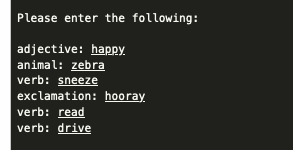 Please enter the following:
adjective: happy
animal: zebra
verb: sneeze
exclamation: hooray
verb: read
verb: drive